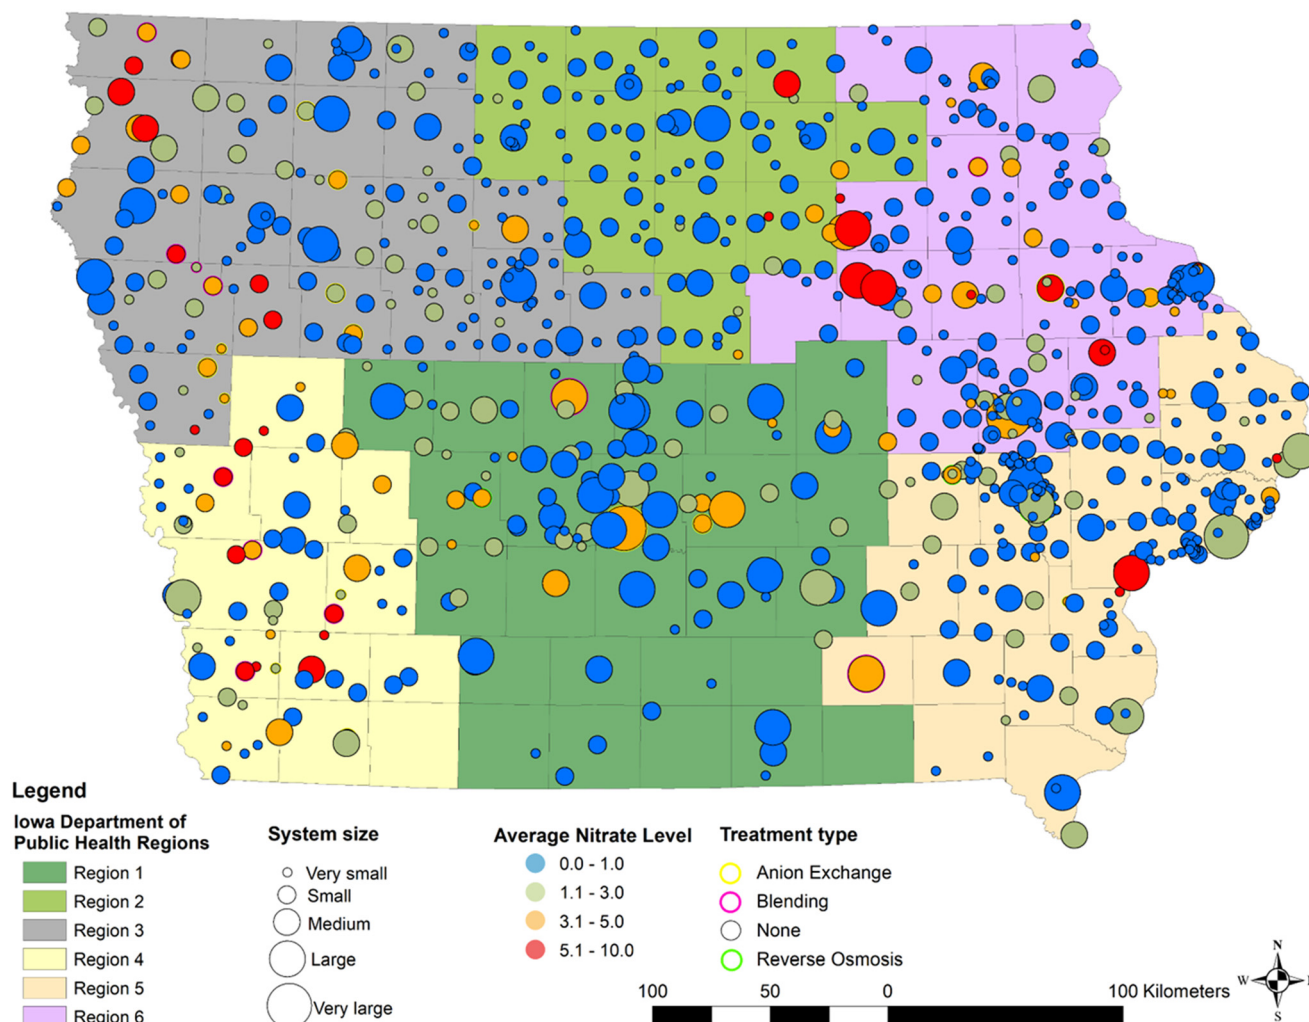 Legend
Iowa Department of
Public Health Regions
Region 1
Region 2
Region 3
Region 4
Region 5
Region 6
System size
Very small
Small
Medium
Large
Very large
Average Nitrate Level
0.0 - 1.0
1.1 - 3.0
3.1 - 5.0
5.1 - 10.0
Treatment type
Anion Exchange
Blending
None
Reverse Osmosis
N
W
S
100 50 0 100 Kilometers